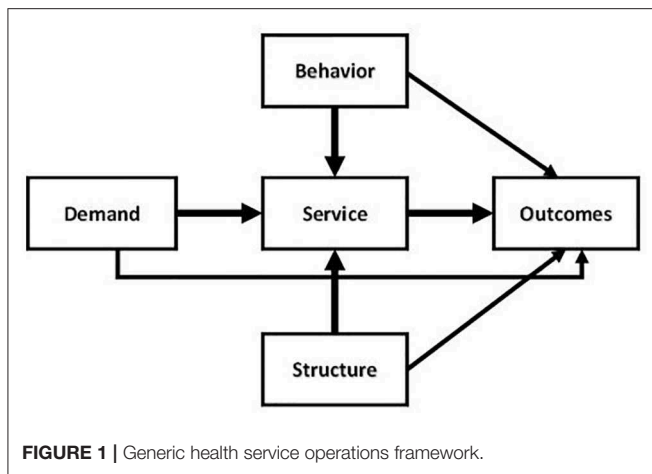 Behavior
Demand
Service
Outcomes
Structure
FIGURE 1 | Generic health service operations framework.